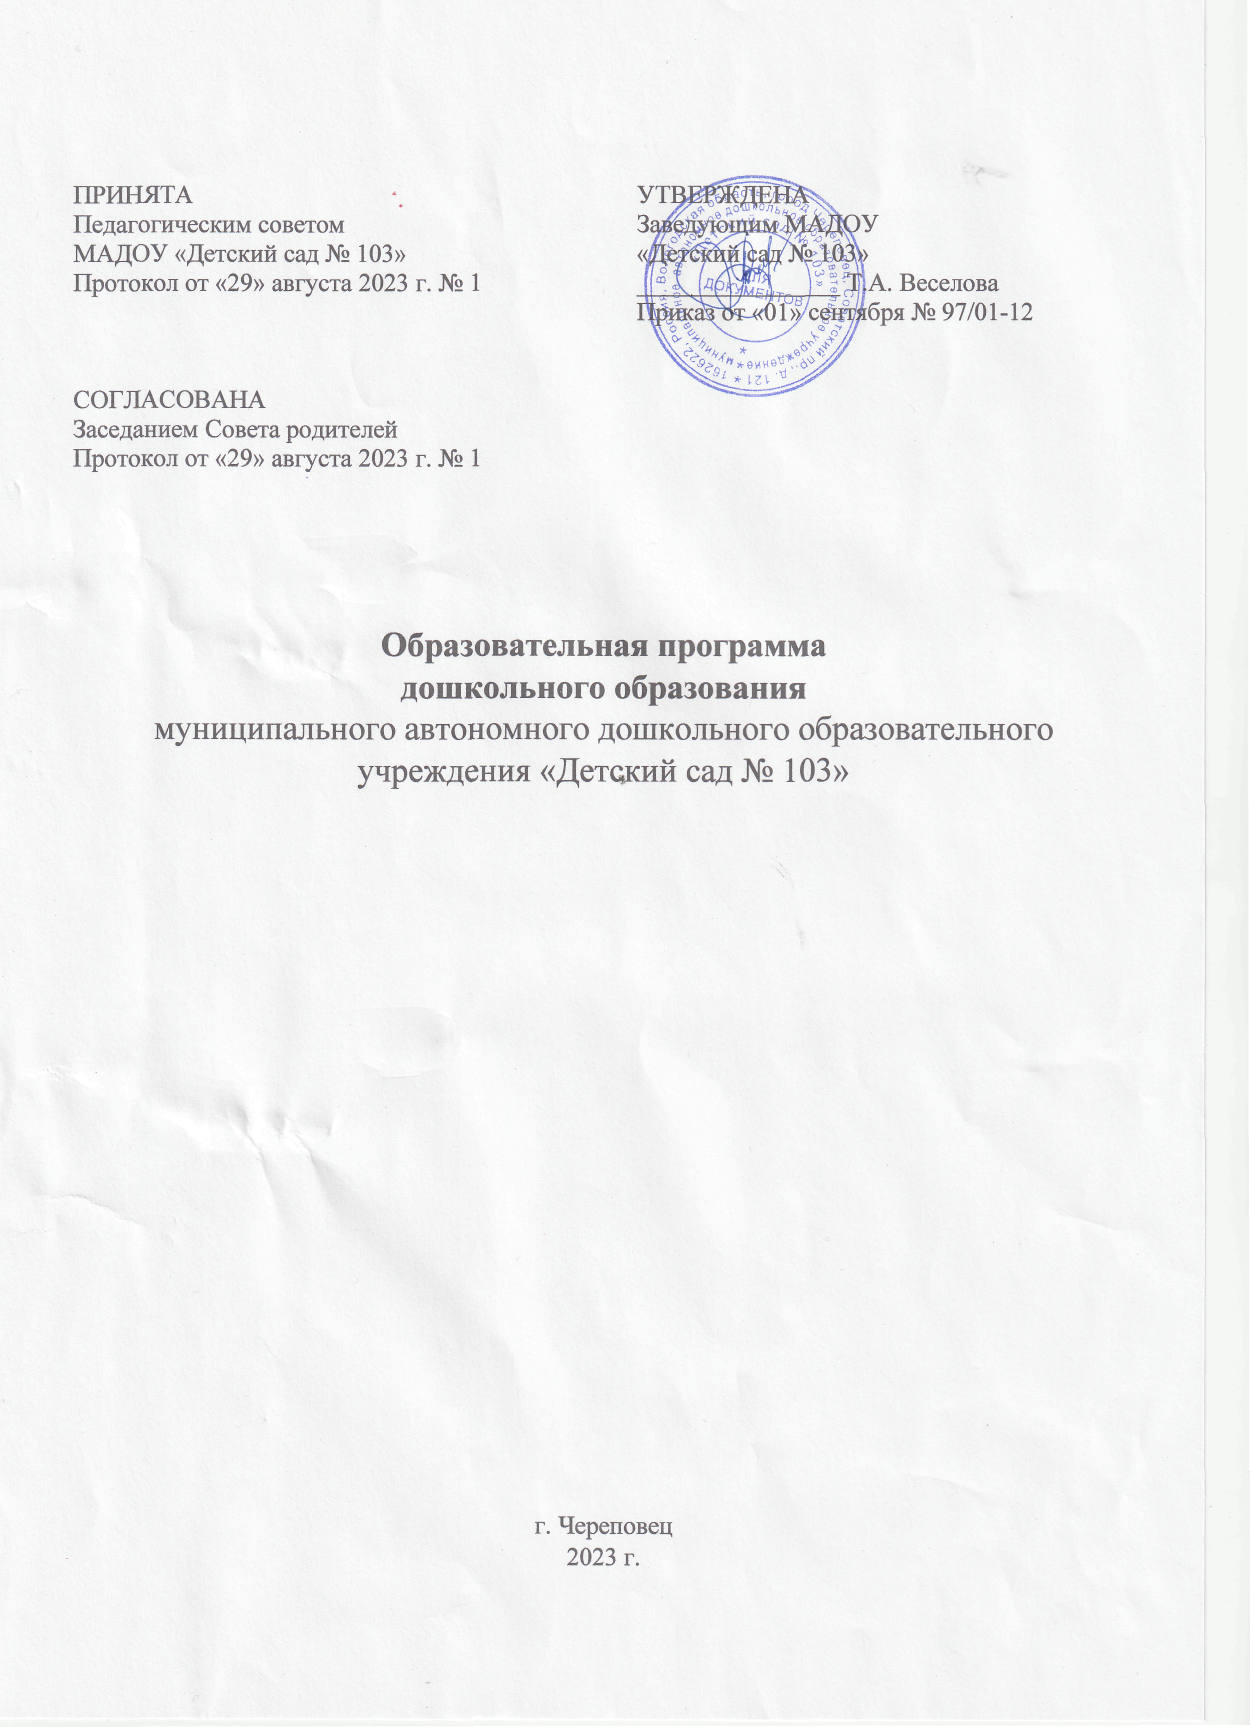 ПРИНЯТА
Педагогическим советом
МАДОУ «Детский сад № 103»
Протокол от «29» августа 2023 г. № 1
УТВЕРЖДЕНА
Заведующим МАДОУ
«Детский сад № 103»
Т.А. Веселова
Приказ от «01» сентября № 97/01-12
ДЛЯ
ДОКУМЕНТОВ
СОГЛАСОВАНА
Заседанием Совета родителей
Протокол от «29» августа 2023 г. № 1
Образовательная программа
дошкольного образования
муниципального автономного дошкольного образовательного
учреждения «Детский сад № 103»
г. Череповец
2023 г.